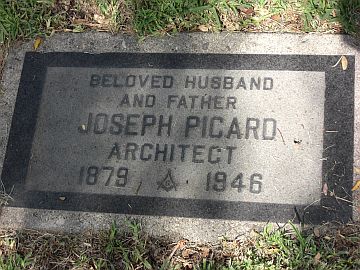 BELOVED HUSBAND
AND FATHER
JOSEPH PICARD
ARCHITECT
1879 1946